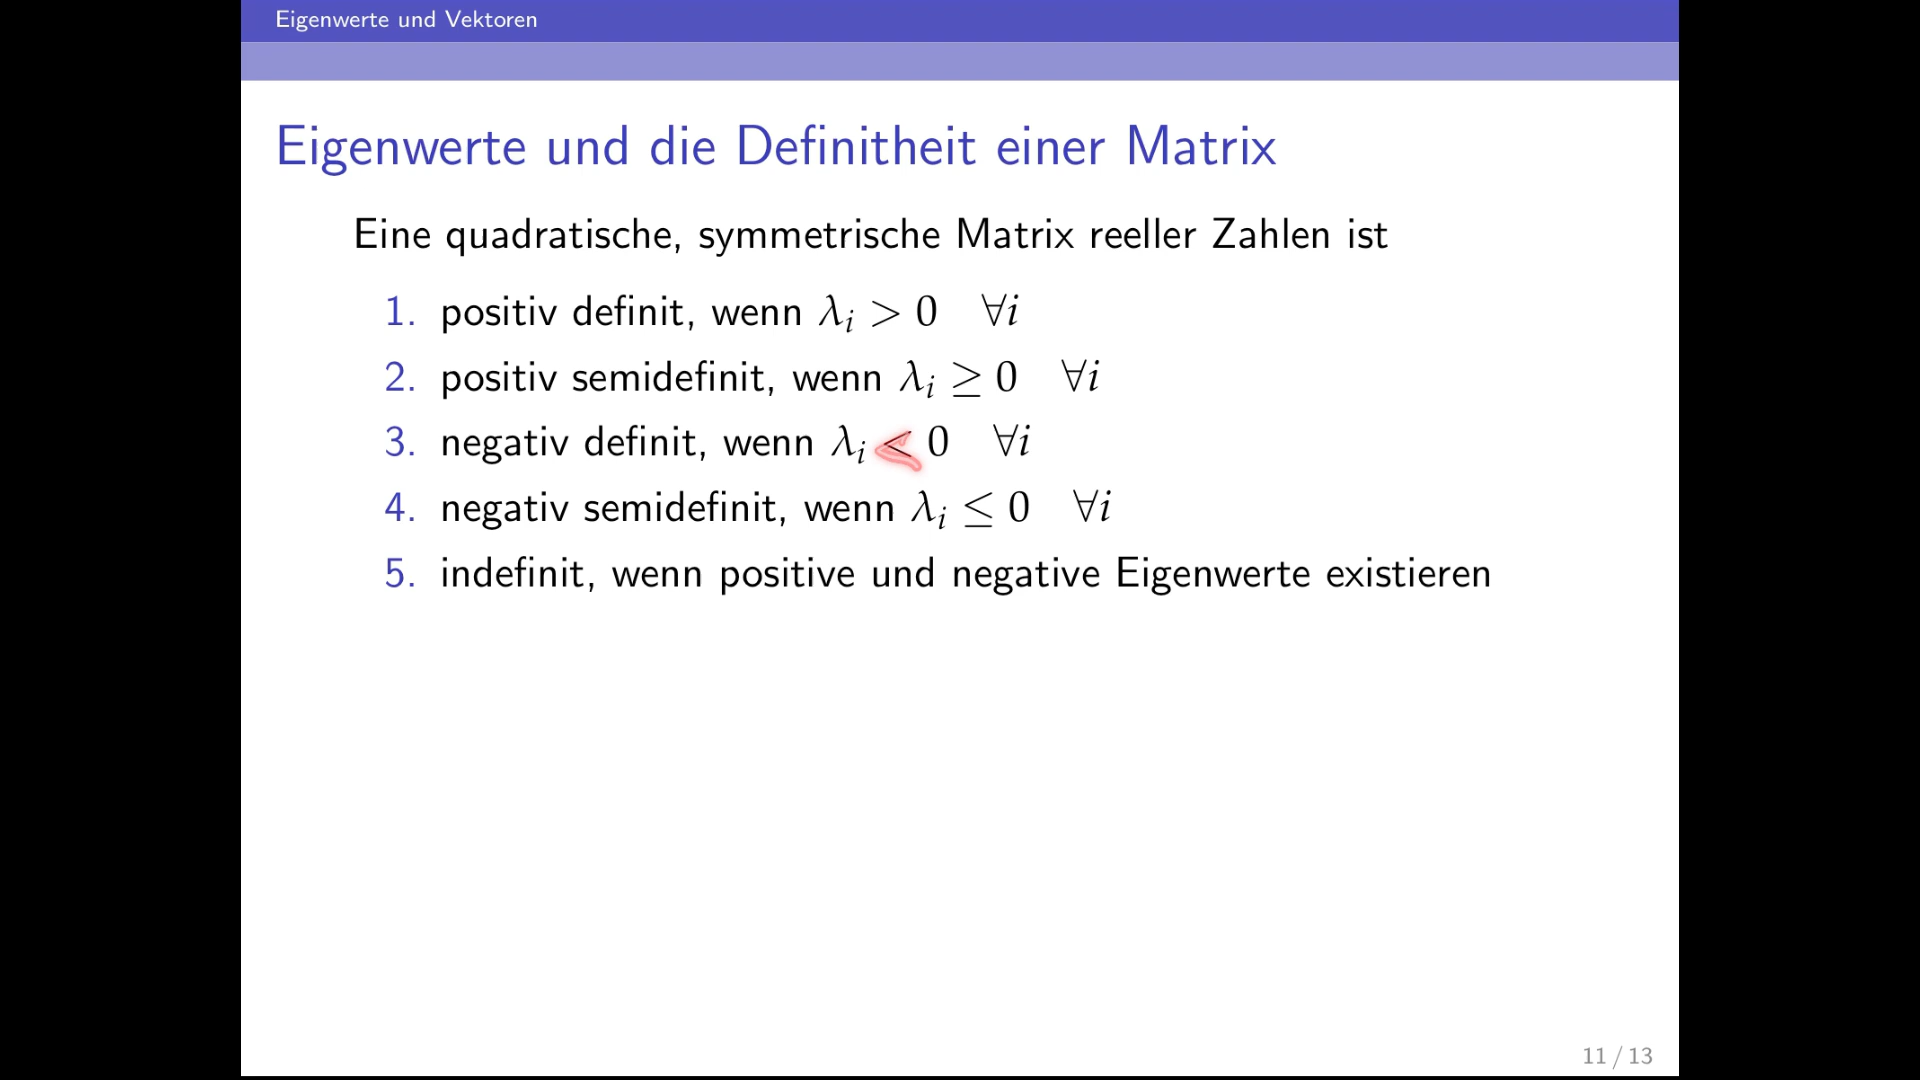 Eigenwerte und Vektoren
Eigenwerte und die Definitheit einer Matrix
Eine quadratische, symmetrische Matrix reeller Zahlen ist
1. positiv definit, wenn λᵢ > 0 ∀i
2. positiv semidefinit, wenn λᵢ ≥ 0 ∀i
3. negativ definit, wenn λᵢ < 0 ∀i
4. negativ semidefinit, wenn λᵢ ≤ 0 ∀i
5. indefinit, wenn positive und negative Eigenwerte existieren
11 / 13